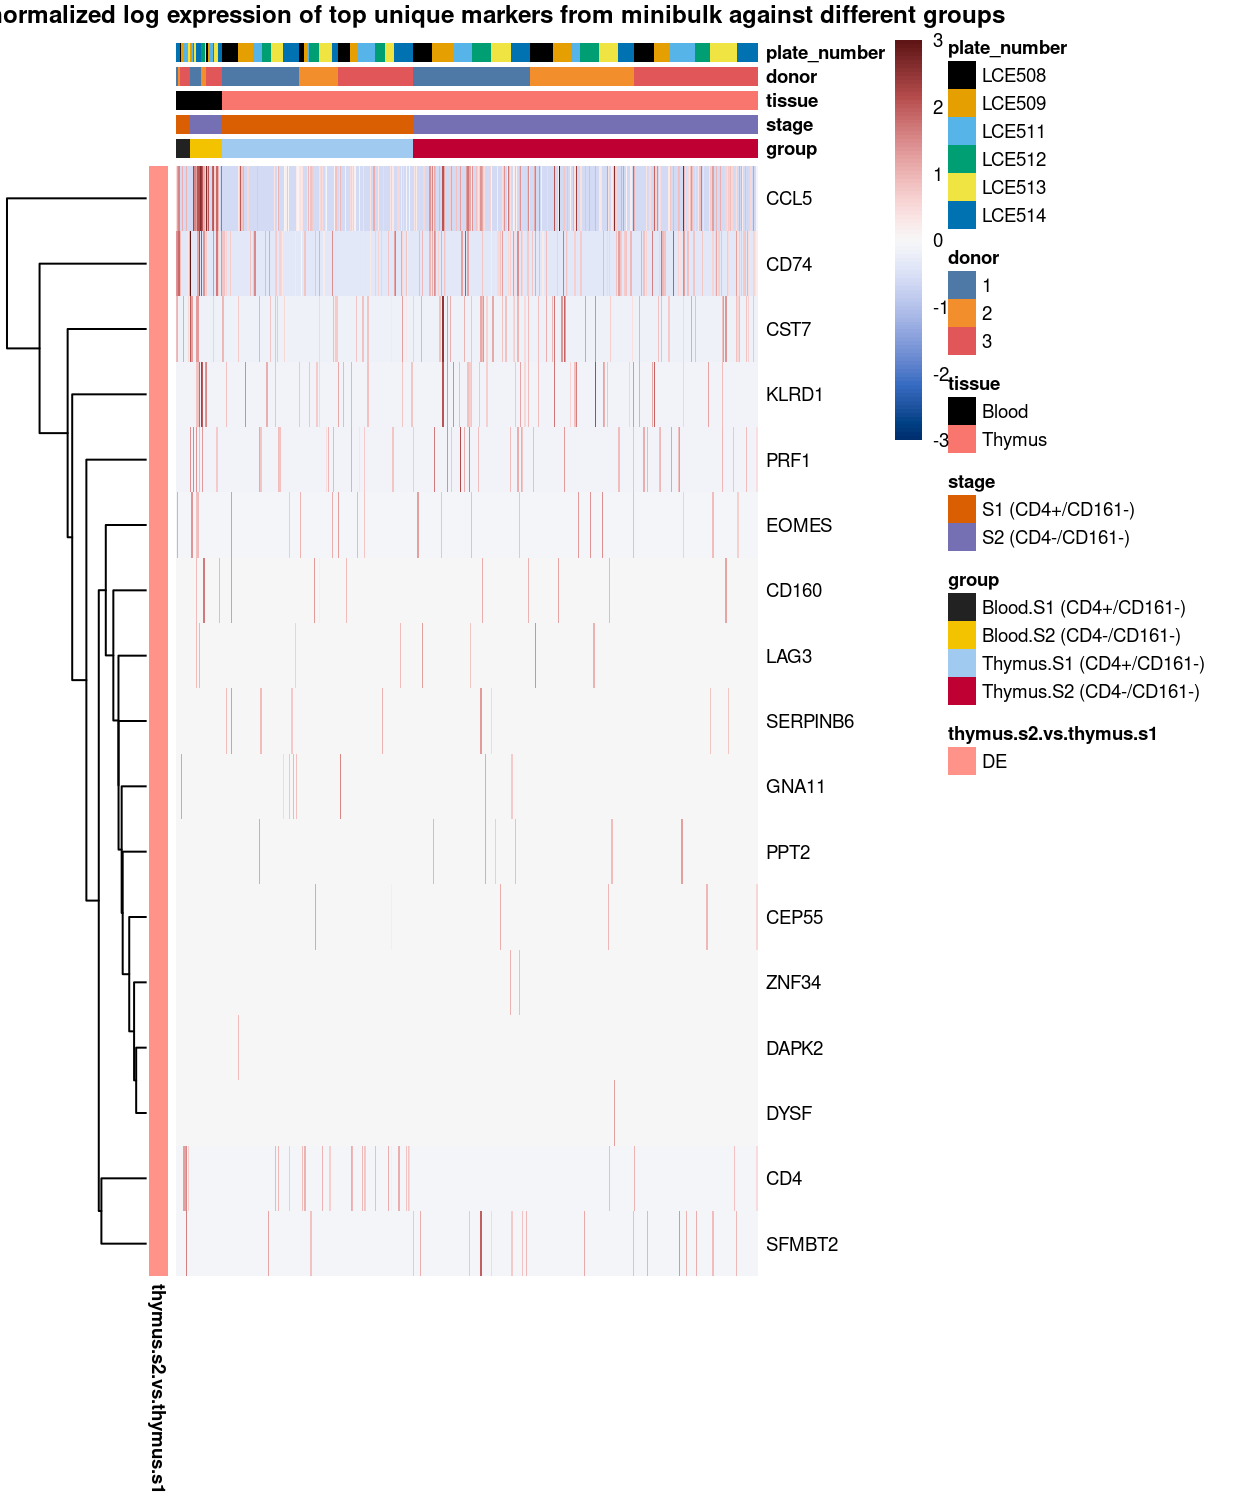 normalized log expression of top unique markers from minibulk against different groups
plate_number
donor
tissue
stage
group
3
2
1
0
-1
-2
-3
plate_number
LCE508
LCE509
LCE511
LCE512
LCE513
LCE514
donor
1
2
3
tissue
Blood
Thymus
stage
S1 (CD4+/CD161-)
S2 (CD4-/CD161-)
group
Blood.S1 (CD4+/CD161-)
Blood.S2 (CD4-/CD161-)
Thymus.S1 (CD4+/CD161-)
Thymus.S2 (CD4-/CD161-)
thymus.s2.vs.thymus.s1
DE
CCL5
CD74
CST7
KLRD1
PRF1
EOMES
CD160
LAG3
SERPINB6
GNA11
PPT2
CEP55
ZNF34
DAPK2
DYSF
CD4
SFMBT2
thymus.s2.vs.thymus.s1